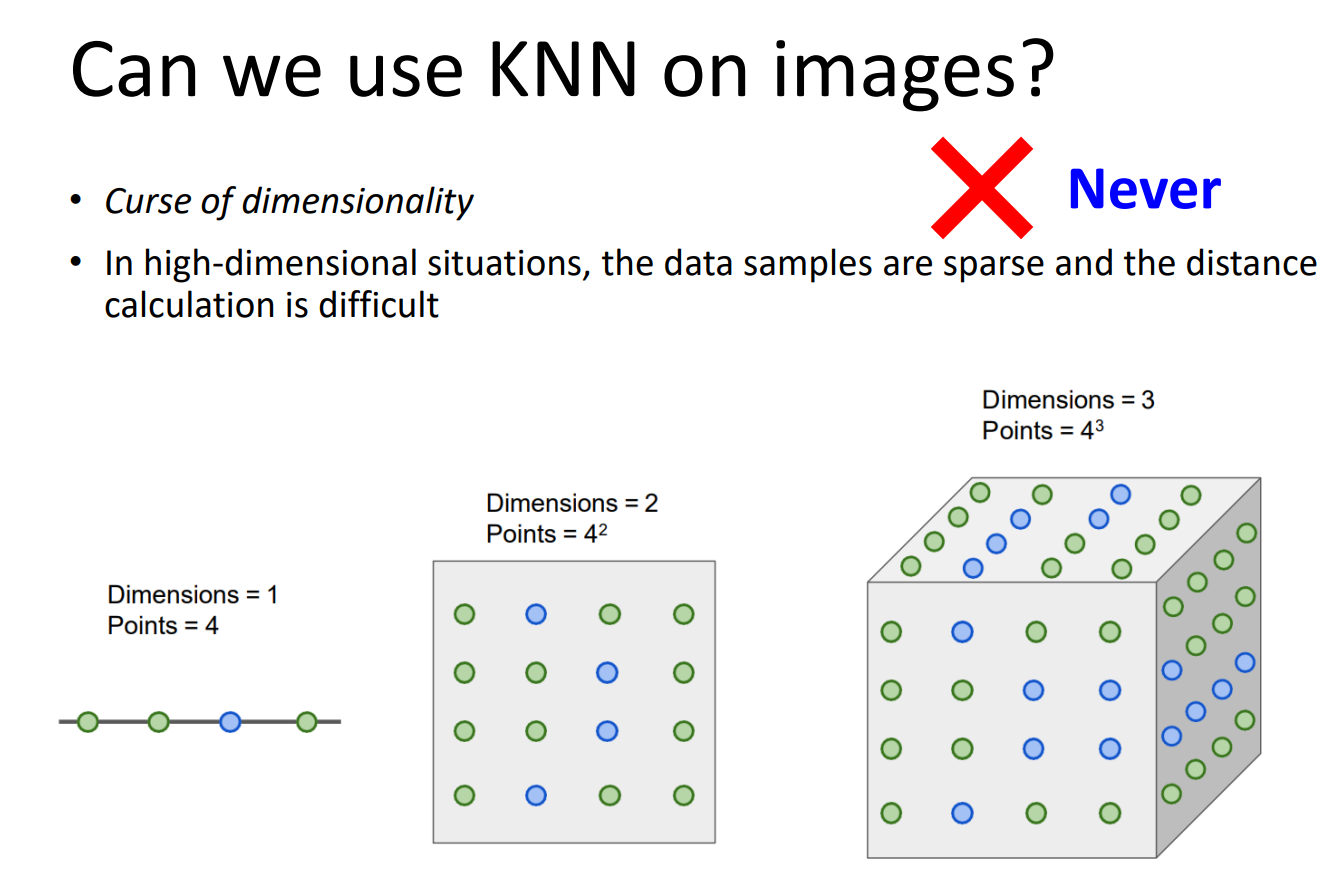 Can we use KNN on images?
Never
• Curse of dimensionality
• In high-dimensional situations, the data samples are sparse and the distance
calculation is difficult
Dimensions = 1
Points = 4
Dimensions = 2
Points = 4²
Dimensions = 3
Points = 4³